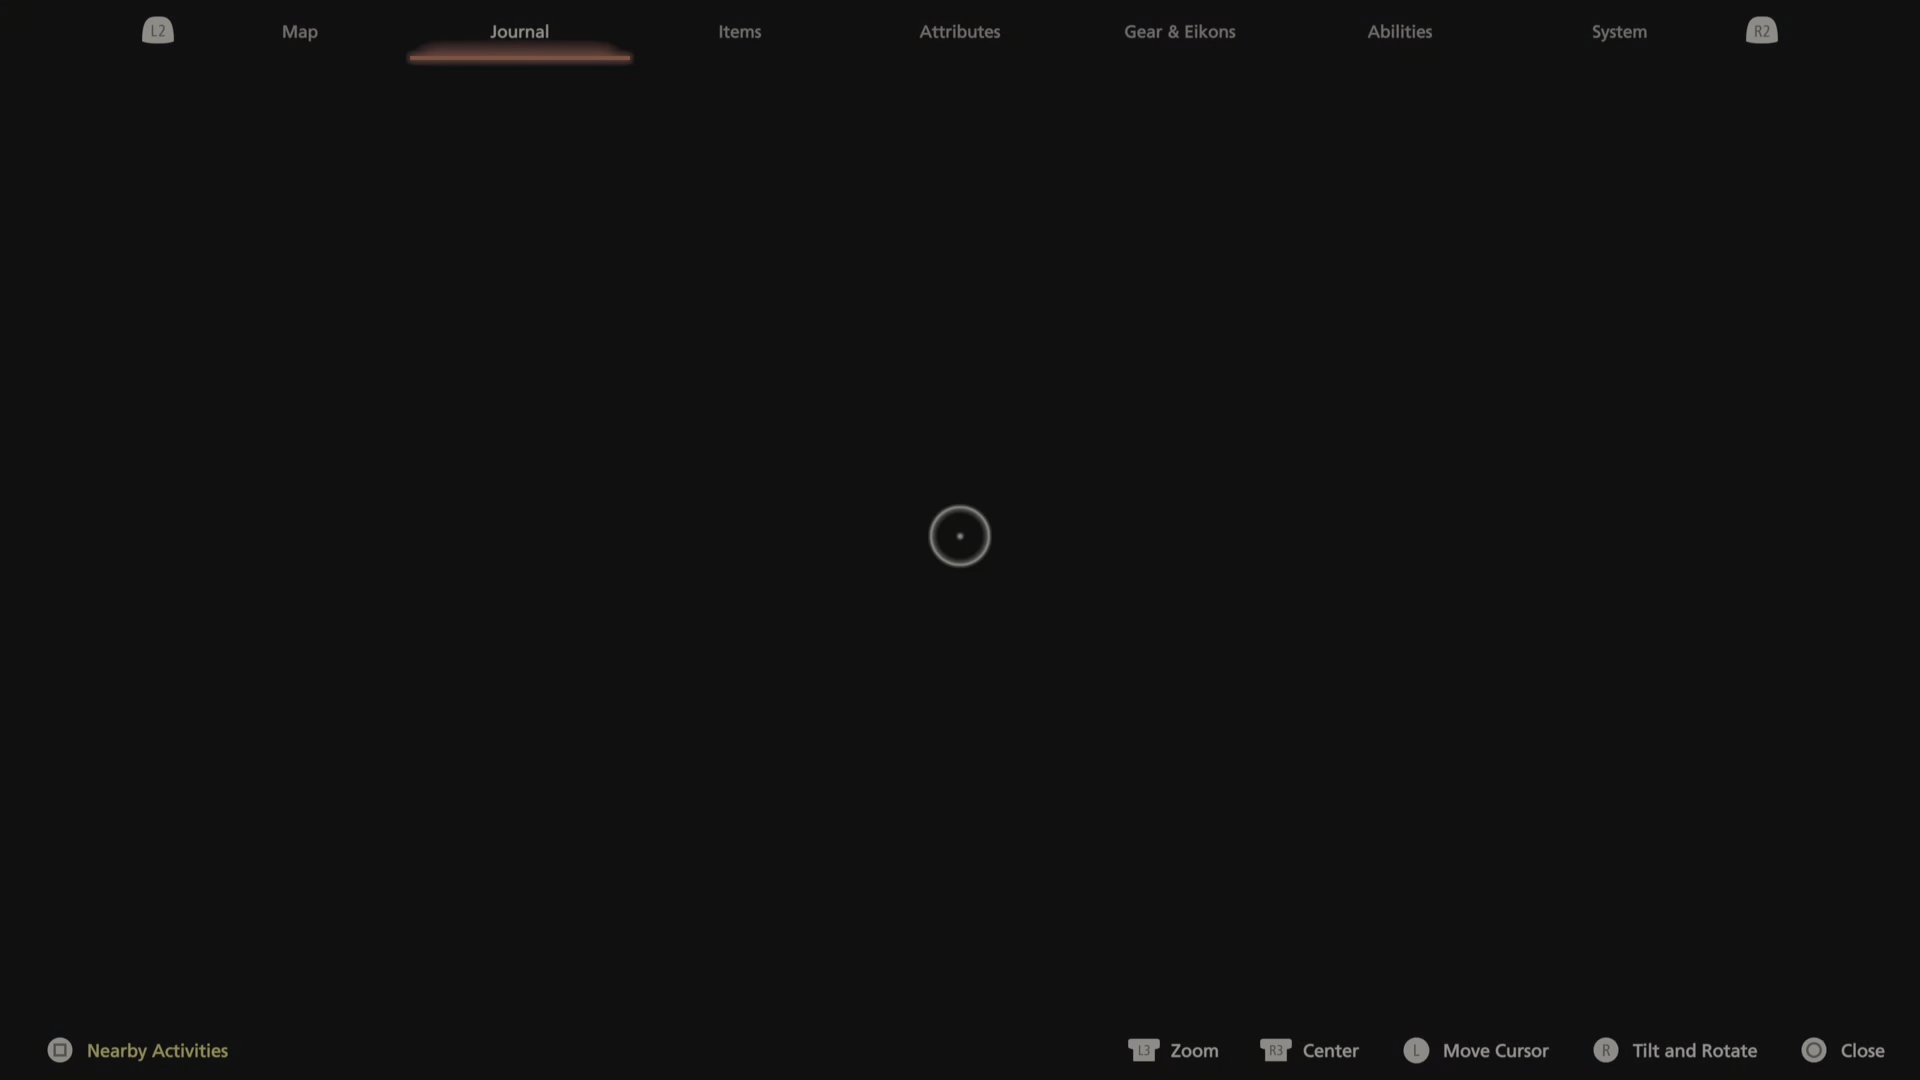 L2 Map Journal Items Attributes Gear & Eikons Abilities System R2
Nearby Activities L3 Zoom R3 Center L Move Cursor R Tilt and Rotate Close